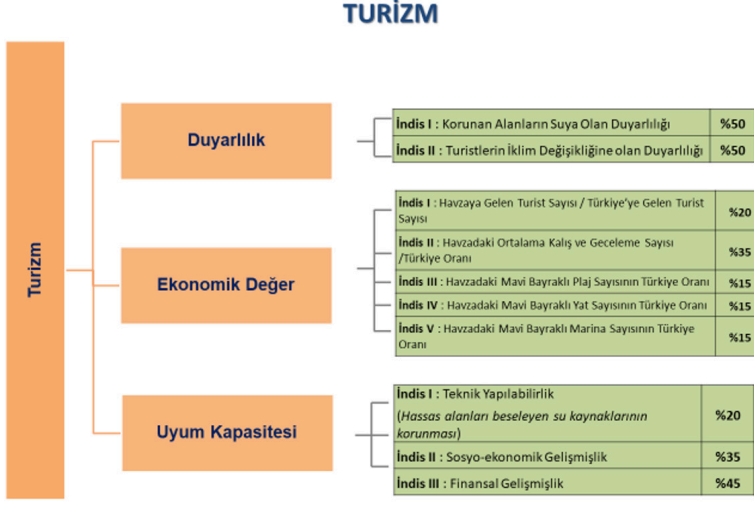 TURİZM
Turizm
Duyarlılık
İndis I : Korunan Alanların Suya Olan Duyarlılığı %50
İndis II : Turistlerin İklim Değişikliğine olan Duyarlılığı %50
Ekonomik Değer
İndis I : Havzaya Gelen Turist Sayısı / Türkiye'ye Gelen Turist
Sayısı
%20
İndis II : Havzadaki Ortalama Kalış ve Geceleme Sayısı
/Türkiye Oranı
%35
İndis III : Havzadaki Mavi Bayraklı Plaj Sayısının Türkiye Oranı %15
İndis IV : Havzadaki Mavi Bayraklı Yat Sayısının Türkiye Oranı %15
İndis V : Havzadaki Mavi Bayraklı Marina Sayısının Türkiye
Oranı
%15
Uyum Kapasitesi
İndis I : Teknik Yapılabilirlik
(Hassas alanları beseleyen su kaynaklarının
korunması)
%20
İndis II : Sosyo-ekonomik Gelişmişlik %35
İndis III : Finansal Gelişmişlik %45